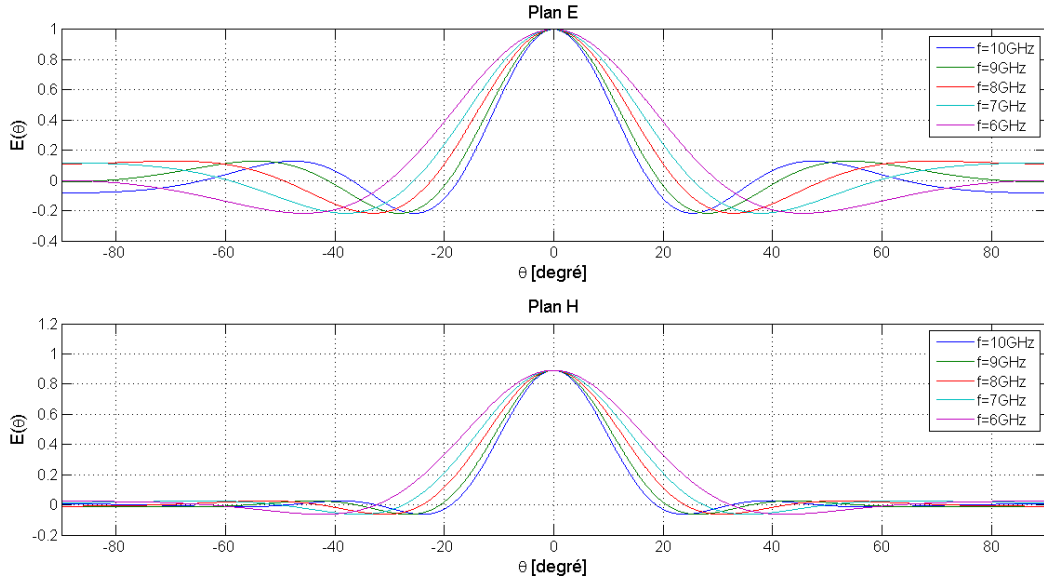 Plan E
1
0.8
0.6
0.4
0.2
0
-0.2
-0.4
E(θ)
f=10GHz
f=9GHz
f=8GHz
f=7GHz
f=6GHz
-80 -60 -40 -20 0 20 40 60 80
θ [degré]
Plan H
1.2
1
0.8
0.6
0.4
0.2
0
-0.2
E(θ)
f=10GHz
f=9GHz
f=8GHz
f=7GHz
f=6GHz
-80 -60 -40 -20 0 20 40 60 80
θ [degré]